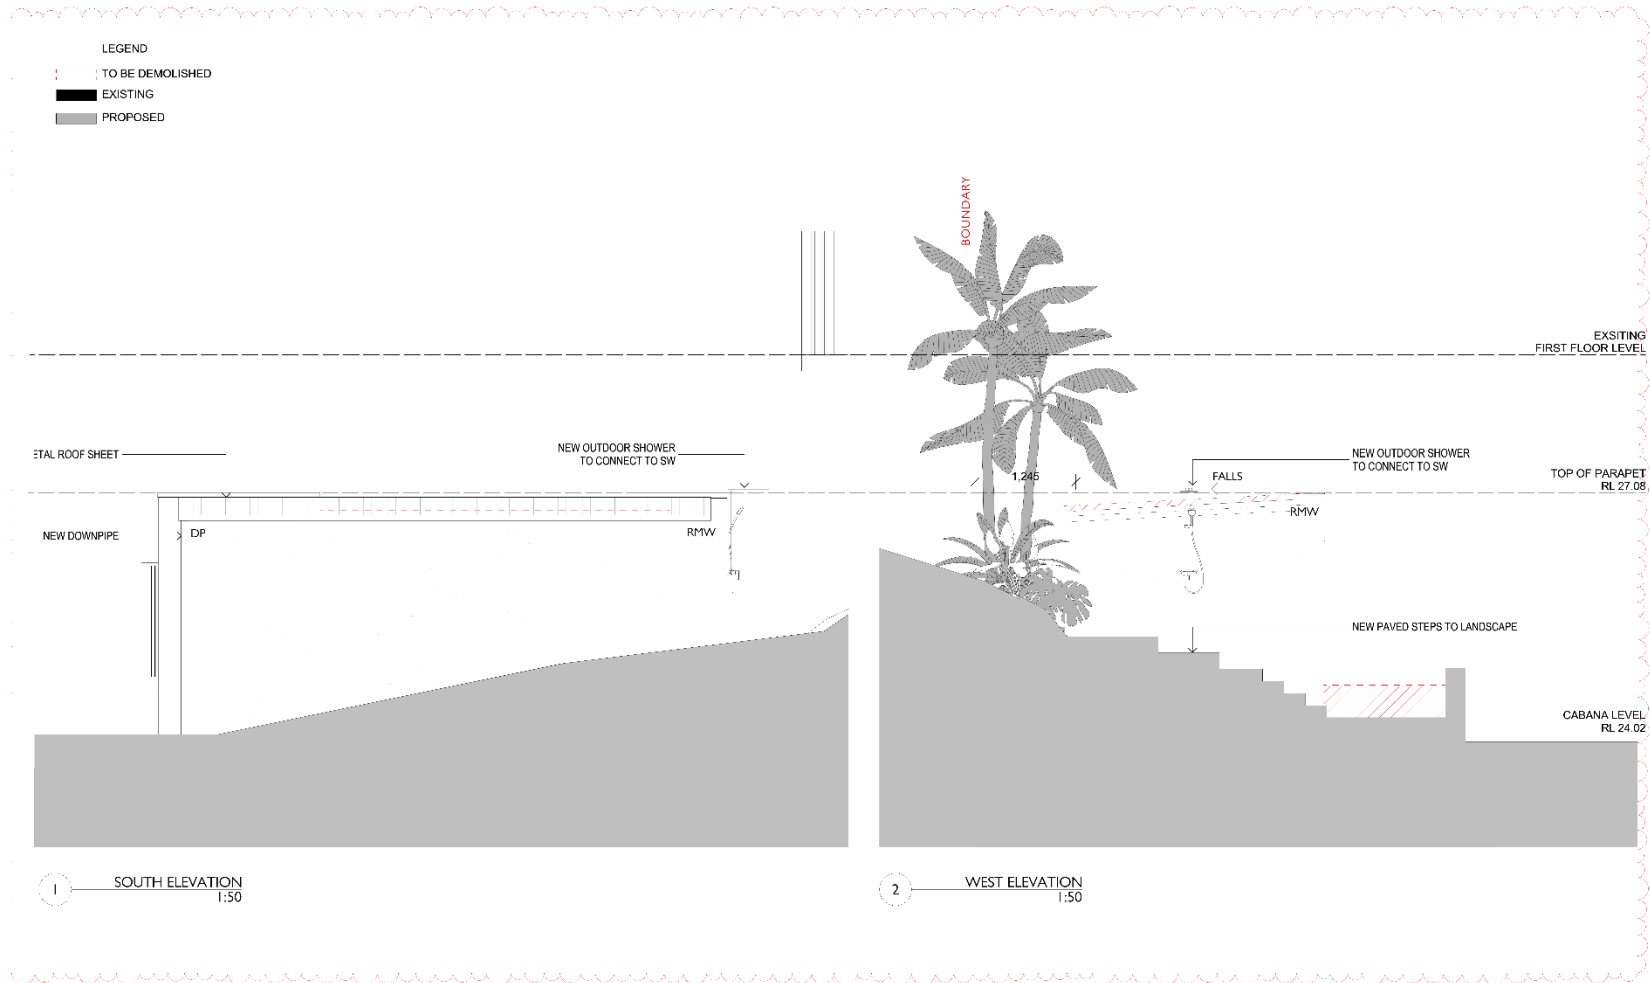 LEGEND
TO BE DEMOLISHED
EXISTING
PROPOSED
BOUNDARY
EXSITING
FIRST FLOOR LEVEL
ETAL ROOF SHEET
NEW OUTDOOR SHOWER
TO CONNECT TO SW
1,245
NEW OUTDOOR SHOWER
TO CONNECT TO SW
FALLS
TOP OF PARAPET
RL 27.08
NEW DOWNPIPE
DP
RMW
RMW
NEW PAVED STEPS TO LANDSCAPE
CABANA LEVEL
RL 24.02
1 SOUTH ELEVATION
1:50
2 WEST ELEVATION
1:50